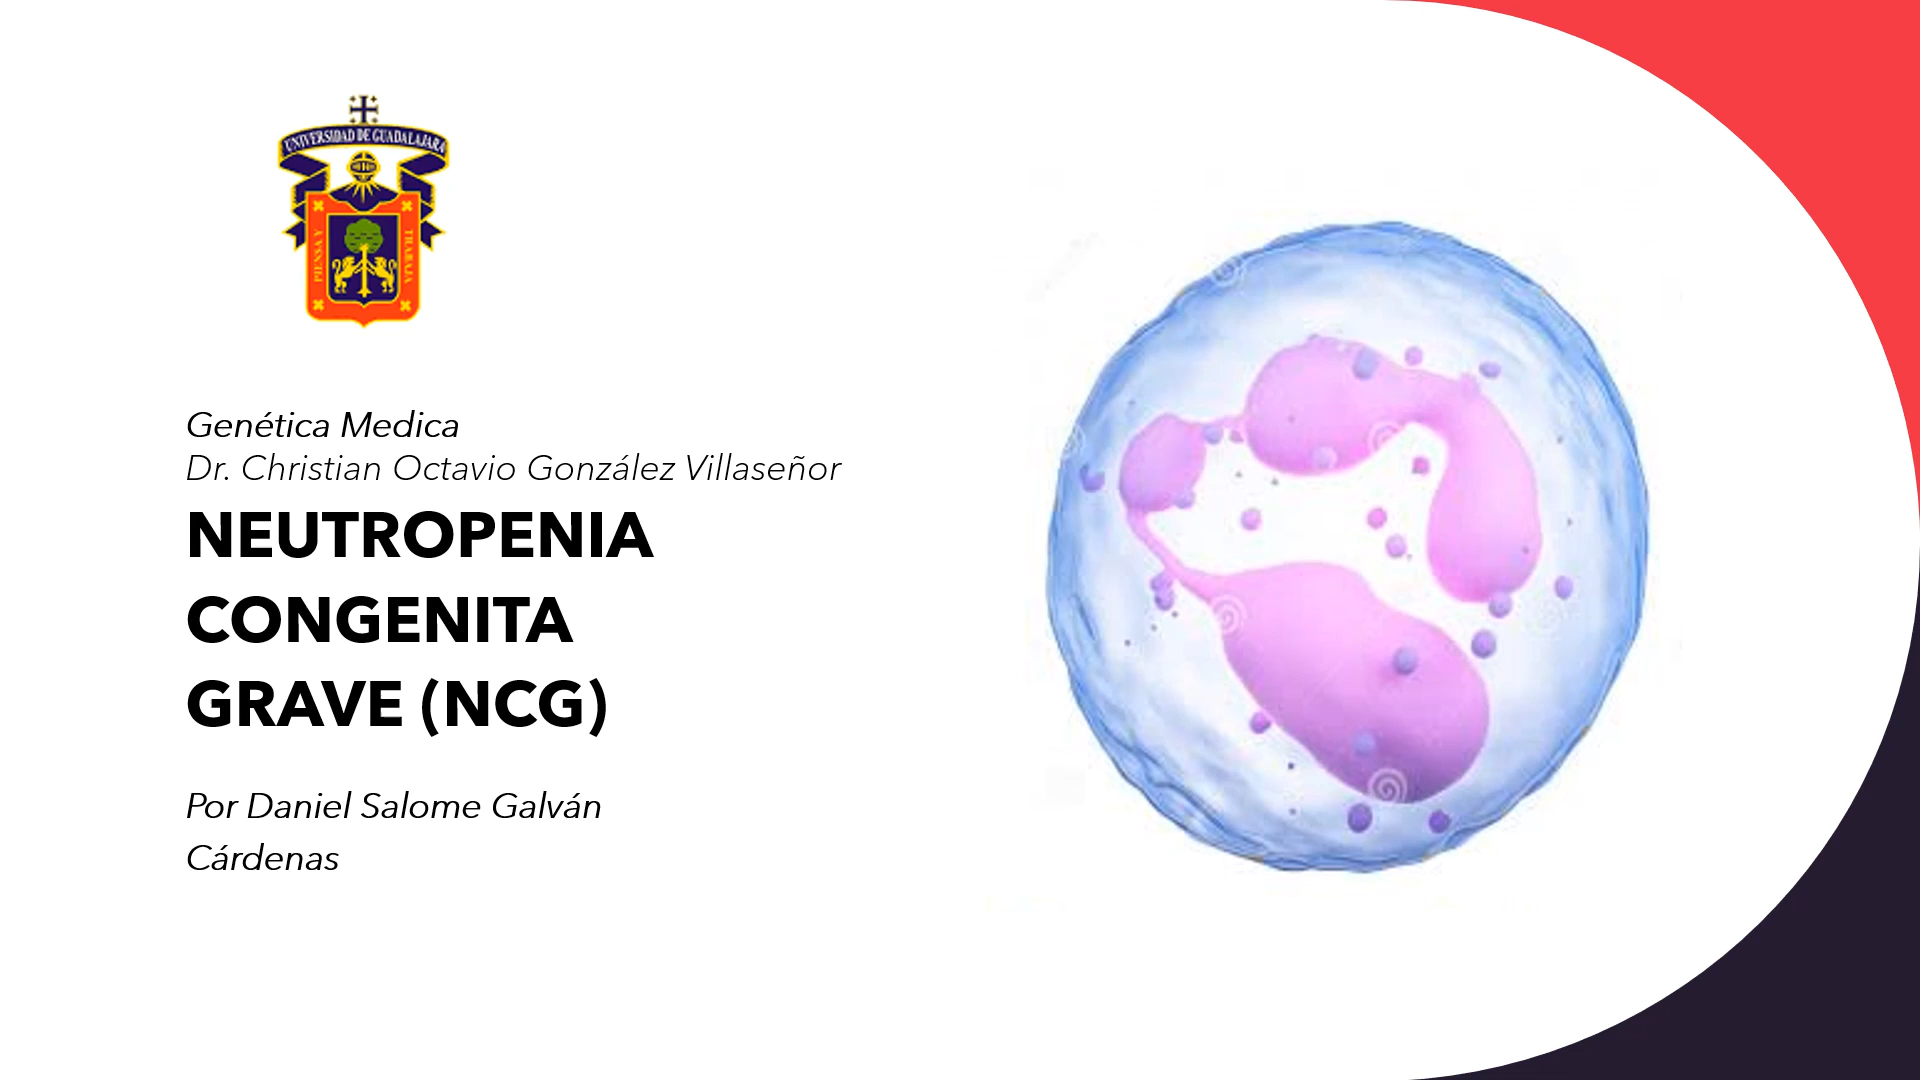 UNIVERSIDAD DE GUADALAJARA
PIENSA Y
TRABAJA
Genética Medica
Dr. Christian Octavio González Villaseñor
NEUTROPENIA
CONGENITA
GRAVE (NCG)
Por Daniel Salome Galván
Cárdenas